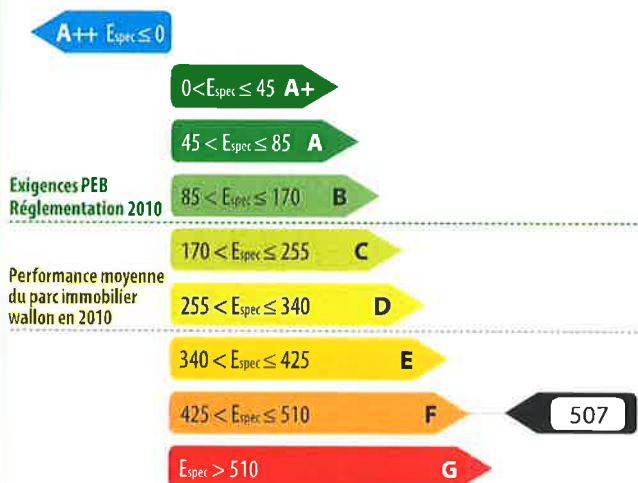 A++ Espec ≤ 0
0 < Espec ≤ 45 A+
45 < Espec ≤ 85 A
Exigences PEB
Réglementation 2010
85 < Espec ≤ 170 B
170 < Espec ≤ 255 C
Performance moyenne
du parc immobilier
wallon en 2010
255 < Espec ≤ 340 D
340 < Espec ≤ 425 E
425 < Espec ≤ 510 F
507
Espec > 510 G